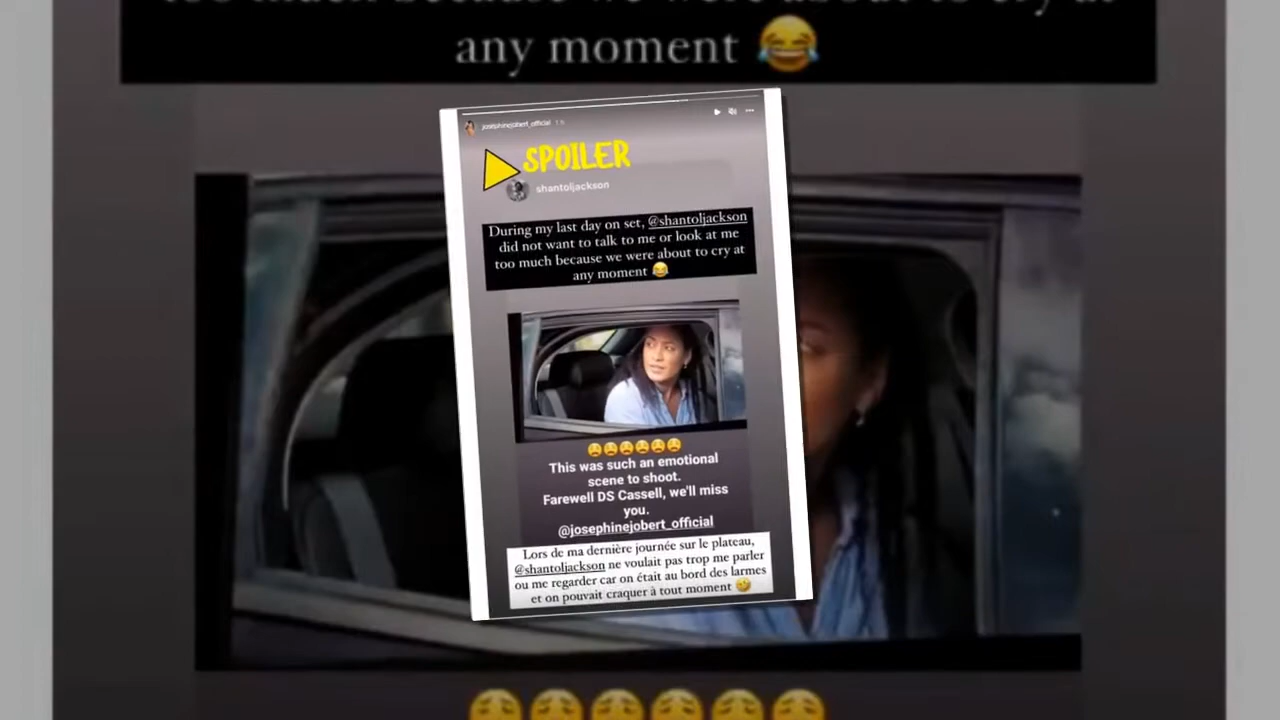 any moment 😂
josephinejobert_official 1 h
SPOILER
shantoljackson
During my last day on set, @shantoljackson
did not want to talk to me or look at me
too much because we were about to cry at
any moment 😂
😩😩😩😩😩😩
This was such an emotional
scene to shoot.
Farewell DS Cassell, we'll miss
you.
@josephinejobert_official
Lors de ma dernière journée sur le plateau,
@shantoljackson ne voulait pas trop me parler
ou me regarder car on était au bord des larmes
et on pouvait craquer à tout moment 🤣